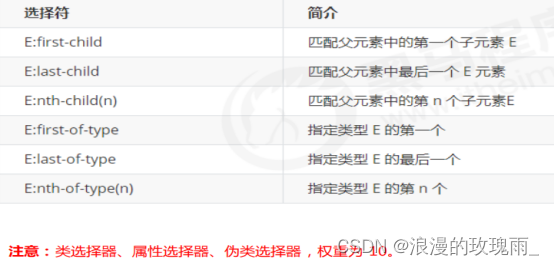 选择符 简介
E:first-child 匹配父元素中的第一个子元素 E
E:last-child 匹配父元素中最后一个 E 元素
E:nth-child(n) 匹配父元素中的第 n 个子元素E
E:first-of-type 指定类型 E 的第一个
E:last-of-type 指定类型 E 的最后一个
E:nth-of-type(n) 指定类型 E 的第 n 个
注意：类选择器、属性选择器、伪类选择器，权重为 10。
CSDN @浪漫的玫瑰雨_